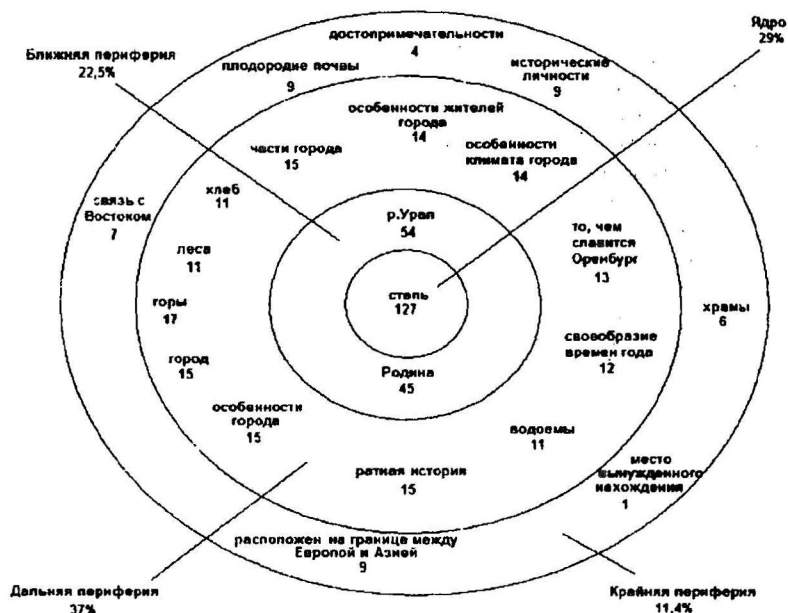 достопримечательности
4
Ядро
29%
Ближняя периферия
22,5%
плодородие почвы
9
исторические
личности
9
особенности жителей
города
14
части города
15
особенности
климата города
14
хлеб
11
связь с
Востоком
7
р.Урал
54
то, чем
славится
Оренбург
13
леса
11
степь
127
горы
17
храмы
6
своеобразие
времен года
12
город
15
Родина
45
особенности
города
15
водоемы
11
место
вынужденного
нахождения
1
ратная история
15
расположен на границе между
Европой и Азией
9
Дальняя периферия
37%
Крайняя периферия
11,4%